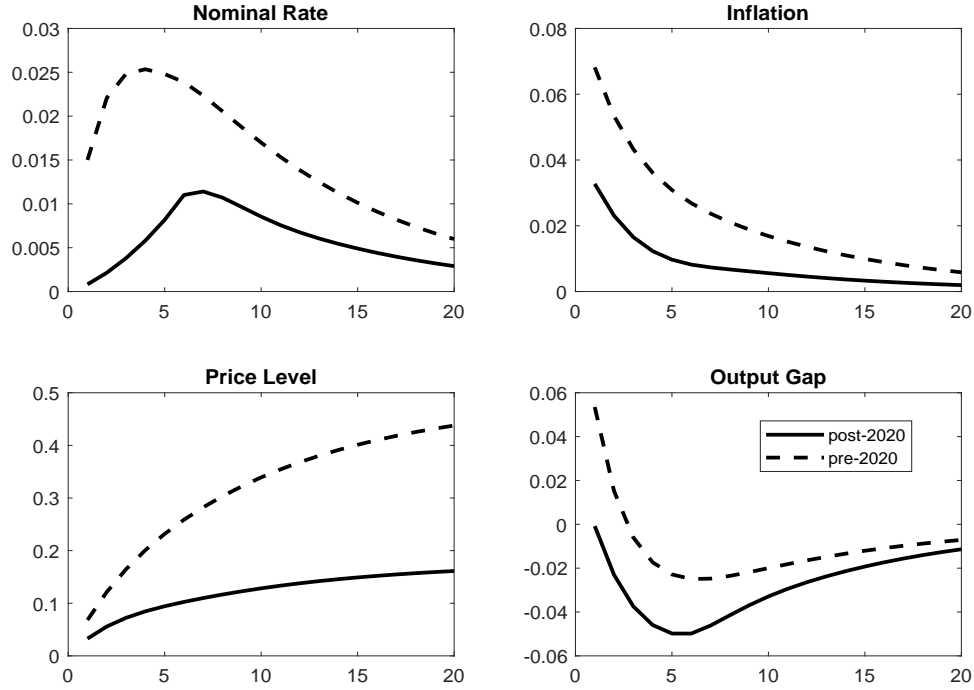 Nominal Rate
0.03
0.025
0.02
0.015
0.01
0.005
0
0 5 10 15 20
Inflation
0.08
0.06
0.04
0.02
0
0 5 10 15 20
Price Level
0.5
0.4
0.3
0.2
0.1
0
0 5 10 15 20
Output Gap
0.06
0.04
0.02
0
-0.02
-0.04
-0.06
0 5 10 15 20
post-2020
pre-2020